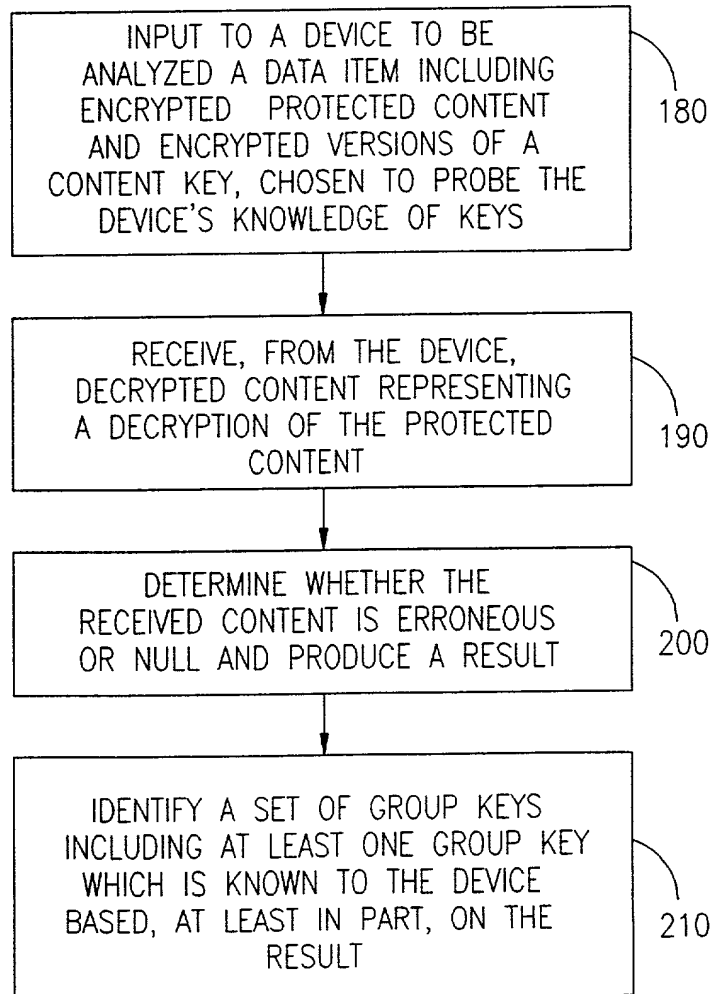 INPUT TO A DEVICE TO BE
ANALYZED A DATA ITEM INCLUDING
ENCRYPTED PROTECTED CONTENT
AND ENCRYPTED VERSIONS OF A
CONTENT KEY, CHOSEN TO PROBE THE
DEVICE'S KNOWLEDGE OF KEYS
180
RECEIVE, FROM THE DEVICE,
DECRYPTED CONTENT REPRESENTING
A DECRYPTION OF THE PROTECTED
CONTENT
190
DETERMINE WHETHER THE
RECEIVED CONTENT IS ERRONEOUS
OR NULL AND PRODUCE A RESULT
200
IDENTIFY A SET OF GROUP KEYS
INCLUDING AT LEAST ONE GROUP KEY
WHICH IS KNOWN TO THE DEVICE
BASED, AT LEAST IN PART, ON THE
RESULT
210